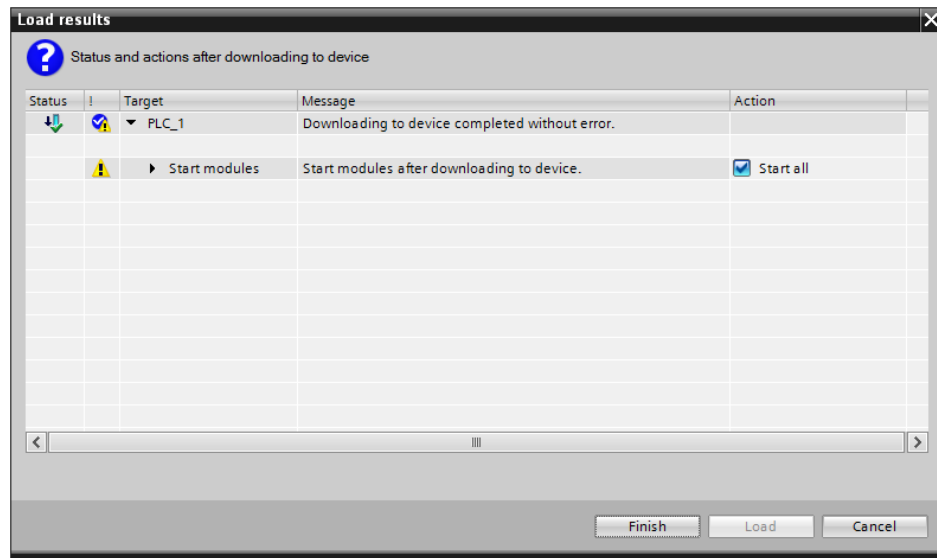 Load results
Status and actions after downloading to device
Status ! Target Message Action
PLC_1 Downloading to device completed without error.
Start modules Start modules after downloading to device. Start all
Finish Load Cancel